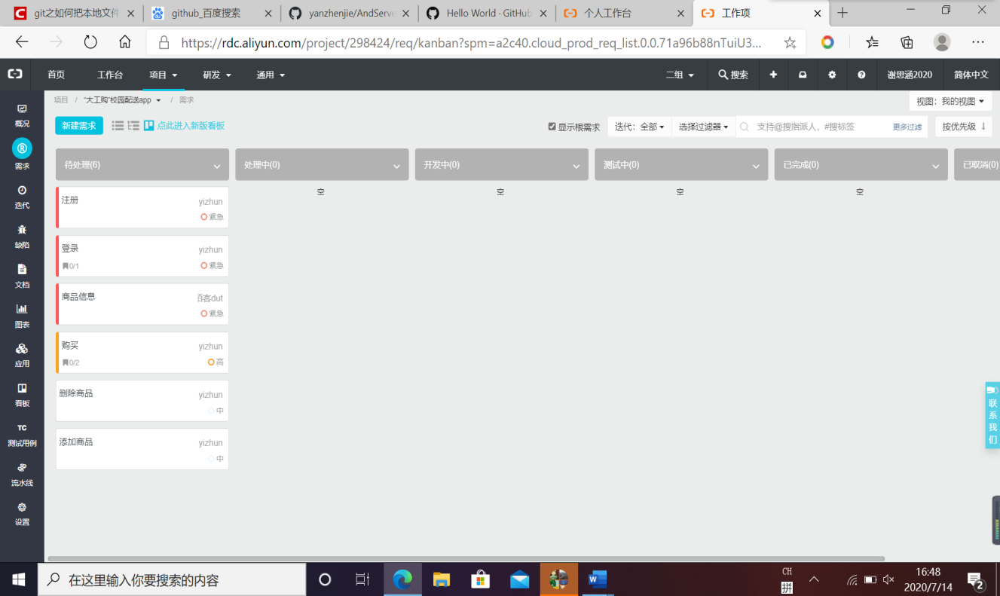 git之如何把本地文件
github_百度搜索
yanzhenjie/AndServe
Hello World · GitHub
个人工作台
工作项
https://rdc.aliyun.com/project/298424/req/kanban?spm=a2c40.cloud_prod_req_list.0.0.71a96b88nTuiU3...
首页 工作台 项目 研发 通用 二组 搜索 谢思涵2020 简体中文
项目 / "大工购"校园配送app / 需求 视图：我的视图
新建需求 点此进入新版看板 显示根需求 迭代：全部 选择过滤器 支持@搜指派人，#搜标签 更多过滤 按优先级
概况
需求
迭代
缺陷
文档
图表
应用
看板
TC
测试用例
流水线
设置
待处理(6) 处理中(0) 开发中(0) 测试中(0) 已完成(0) 已取消(0)
空 空 空 空
注册 yizhun
紧急
登录 yizhun
0/1 紧急
商品信息 百客dut
紧急
购买 yizhun
0/2 高
删除商品 yizhun
中
添加商品 yizhun
中
联
系
我
们
在这里输入你要搜索的内容
CH
拼
16:48
2020/7/14
2